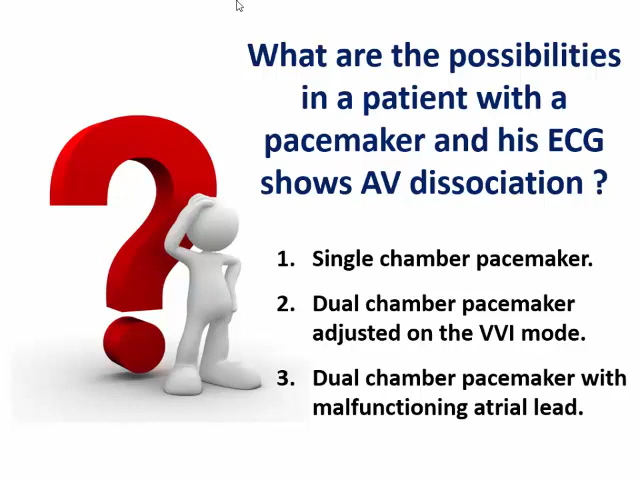 What are the possibilities
in a patient with a
pacemaker and his ECG
shows AV dissociation ?
1. Single chamber pacemaker.
2. Dual chamber pacemaker
adjusted on the VVI mode.
3. Dual chamber pacemaker with
malfunctioning atrial lead.